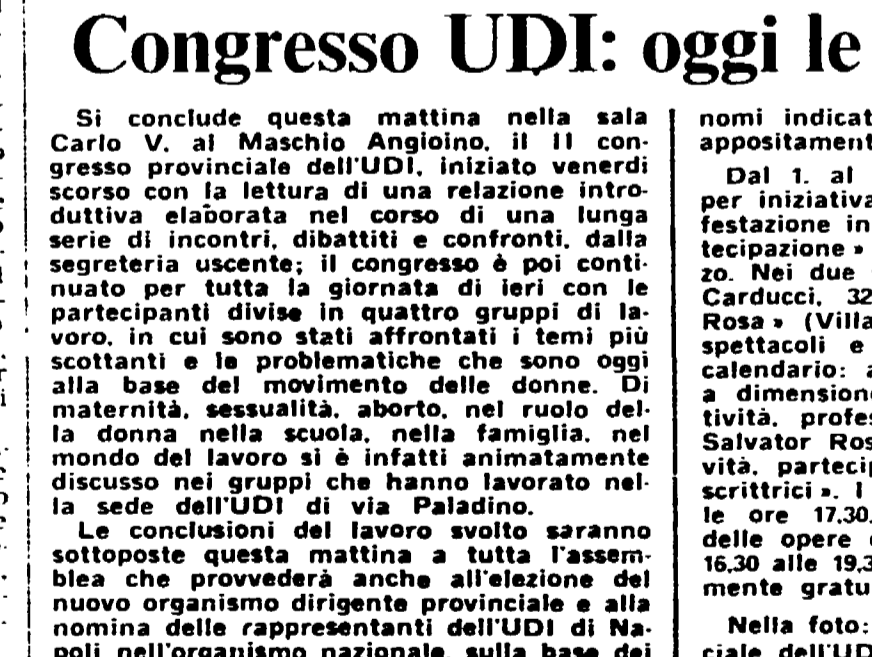 Congresso UDI: oggi le
Si conclude questa mattina nella sala
Carlo V. al Maschio Angioino, il II con-
gresso provinciale dell'UDI, iniziato venerdi
scorso con la lettura di una relazione intro-
duttiva elaborata nel corso di una lunga
serie di incontri, dibattiti e confronti, dalla
segreteria uscente; il congresso è poi conti-
nuato per tutta la giornata di ieri con le
partecipanti divise in quattro gruppi di la-
voro, in cui sono stati affrontati i temi più
scottanti e le problematiche che sono oggi
alla base del movimento delle donne. Di
maternità, sessualità, aborto, nel ruolo del-
la donna nella scuola, nella famiglia, nel
mondo del lavoro si è infatti animatamente
discusso nei gruppi che hanno lavorato nel-
la sede dell'UDI di via Paladino.
Le conclusioni del lavoro svolto saranno
sottoposte questa mattina a tutta l'assem-
blea che provvederà anche all'elezione del
nuovo organismo dirigente provinciale e alla
nomina delle rappresentanti dell'UDI di Na-
poli nell'organismo nazionale, sulla base dei
nomi indicat
appositament
Dal 1. al
per iniziativa
festazione in
tecipazione »
zo. Nei due
Carducci, 32
Rosa » (Villa
spettacoli e
calendario: a
a dimensione
tività, profes
Salvator Ros
vità, partecip
scrittrici ». I
le ore 17,30.
delle opere
16,30 alle 19,3
mente gratu
Nella foto:
ciale dell'UD